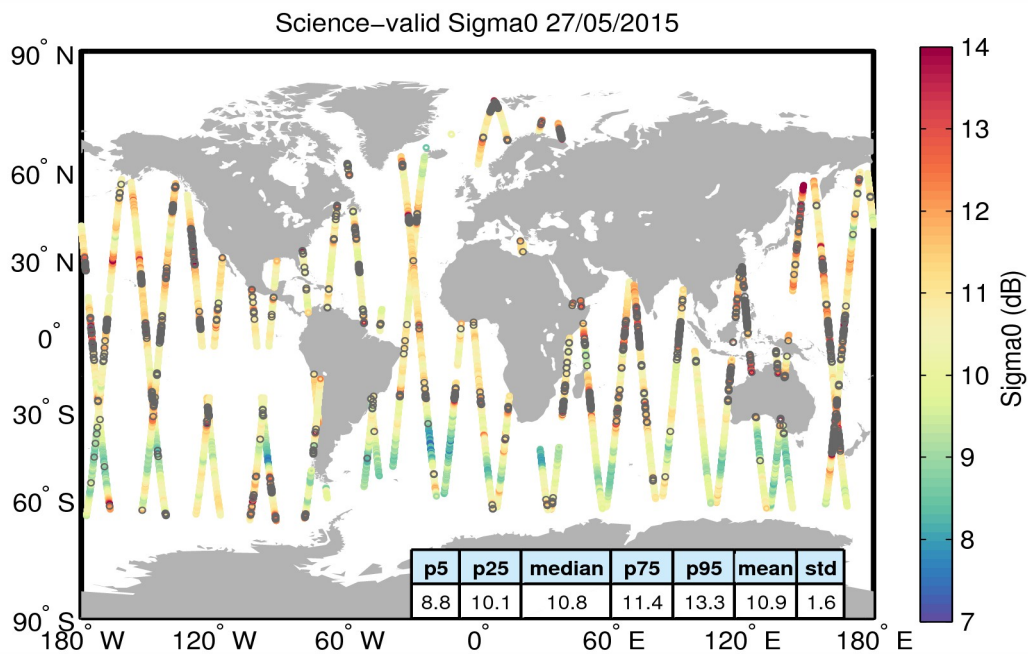 Science−valid Sigma0 27/05/2015
90° N
60° N
30° N
0°
30° S
60° S
90° S
180° W
120° W
60° W
0°
60° E
120° E
180° E
p5 p25 median p75 p95 mean std
8.8 10.1 10.8 11.4 13.3 10.9 1.6
14
13
12
11
10
9
8
7
Sigma0 (dB)